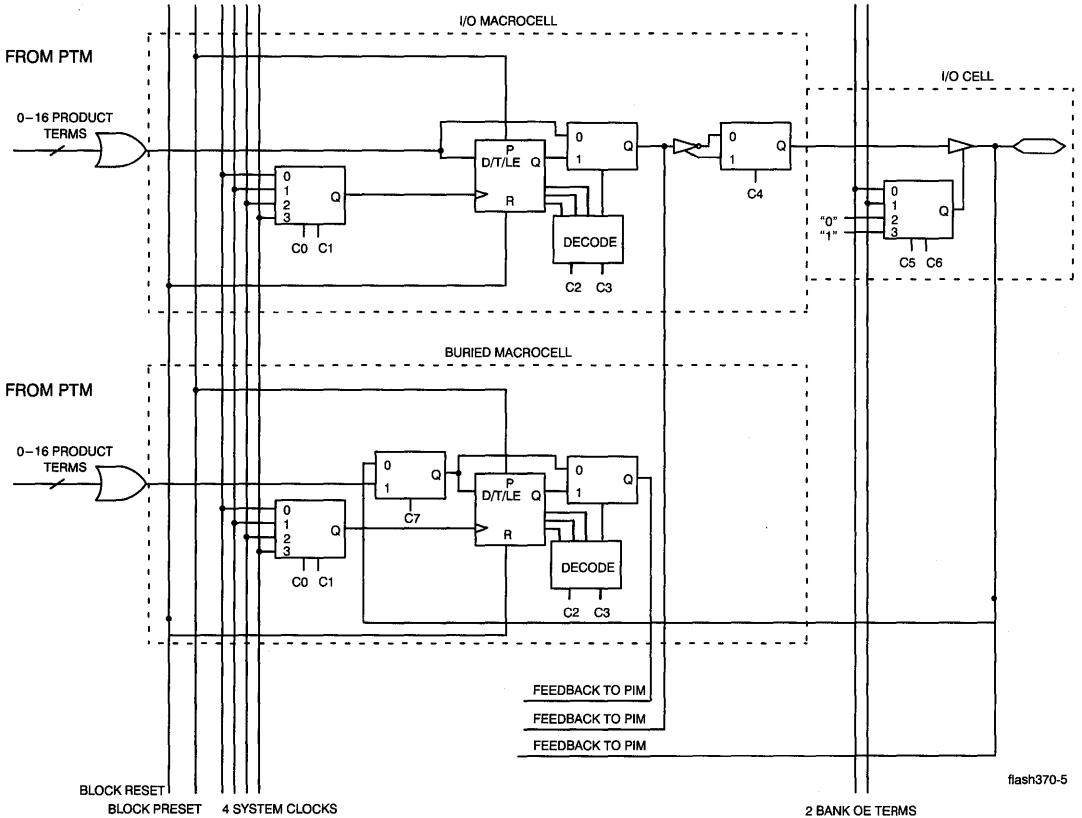 I/O MACROCELL
FROM PTM
I/O CELL
0–16 PRODUCT
TERMS
P
D/T/LE Q
R
0
1
Q
0
1
Q
C4
0
1
2
3
Q
C0 C1
DECODE
C2 C3
0
1
"0" 2
"1" 3
Q
C5 C6
BURIED MACROCELL
FROM PTM
0–16 PRODUCT
TERMS
0
1
Q
C7
P
D/T/LE Q
R
0
1
Q
0
1
2
3
Q
C0 C1
DECODE
C2 C3
FEEDBACK TO PIM
FEEDBACK TO PIM
FEEDBACK TO PIM
flash370-5
BLOCK RESET
BLOCK PRESET
4 SYSTEM CLOCKS
2 BANK OE TERMS